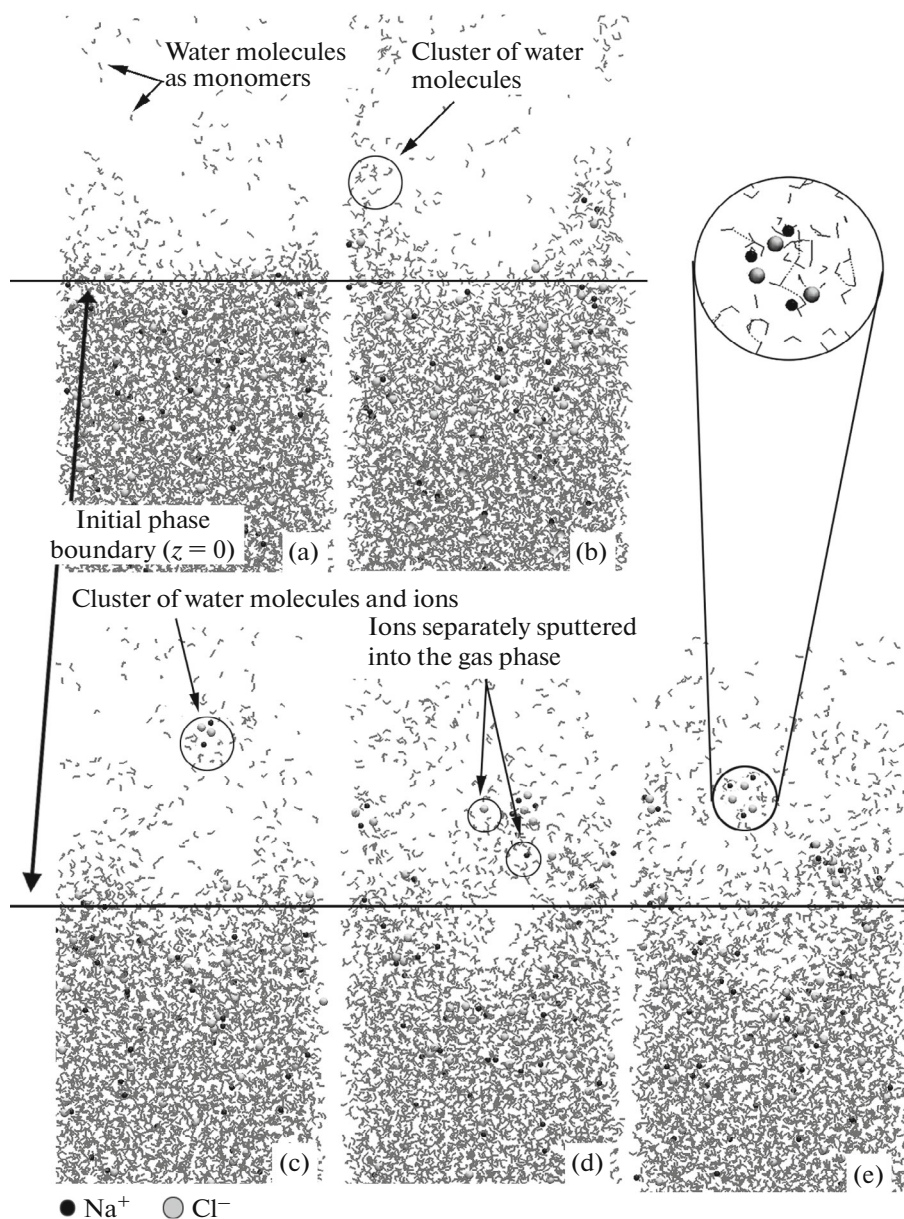 Water molecules
as monomers
Cluster of water
molecules
Initial phase
boundary (z = 0)
(a)
(b)
Cluster of water molecules and ions
Ions separately sputtered
into the gas phase
(c)
(d)
(e)
Na⁺
Cl⁻